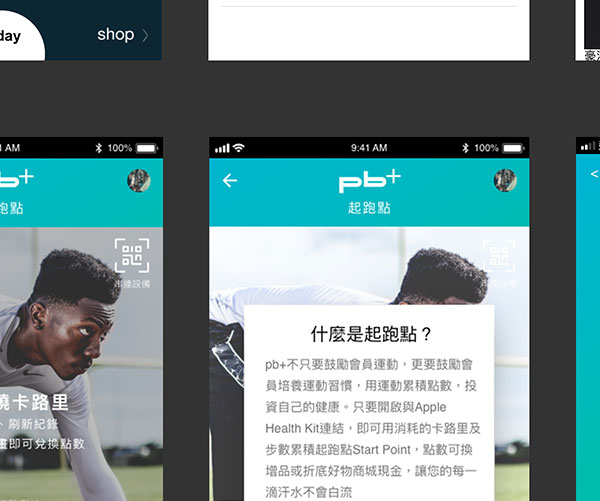 day
shop
豪
1 AM
100%
pb+
跑點
串連設備
燒卡路里
、刷新紀錄
即可兌換點數
9:41 AM
100%
pb+
起跑點
串連設備
什麼是起跑點？
pb+不只要鼓勵會員運動，更要鼓勵會
員培養運動習慣，用運動累積點數，投
資自己的健康。只要開啟與Apple
Health Kit連結，即可用消耗的卡路里及
步數累積起跑點Start Point，點數可換
增品或折底好物商城現金，讓您的每一
滴汗水不會白流